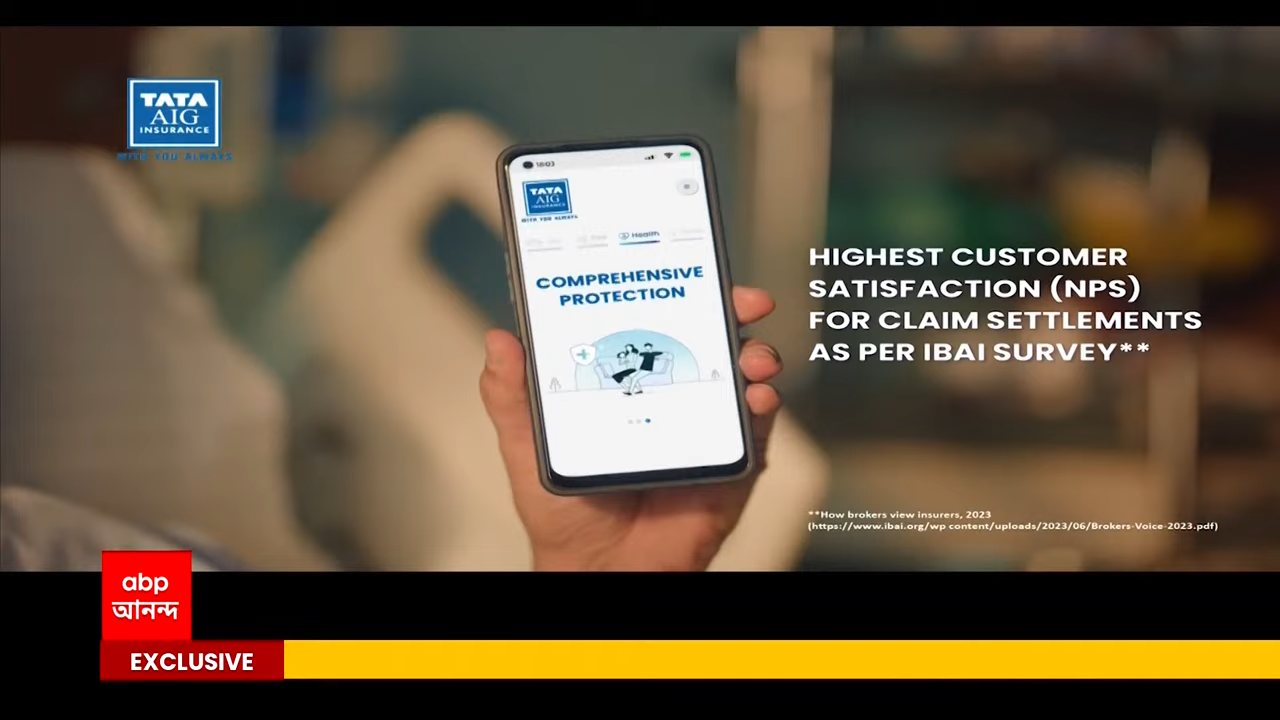 TATA
AIG
INSURANCE
WITH YOU ALWAYS
18:03
TATA
AIG
INSURANCE
WITH YOU ALWAYS
Health
COMPREHENSIVE
PROTECTION
HIGHEST CUSTOMER
SATISFACTION (NPS)
FOR CLAIM SETTLEMENTS
AS PER IBAI SURVEY**
**How brokers view insurers, 2023
(https://www.ibai.org/wp content/uploads/2023/06/Brokers-Voice-2023.pdf)
abp
আনন্দ
EXCLUSIVE